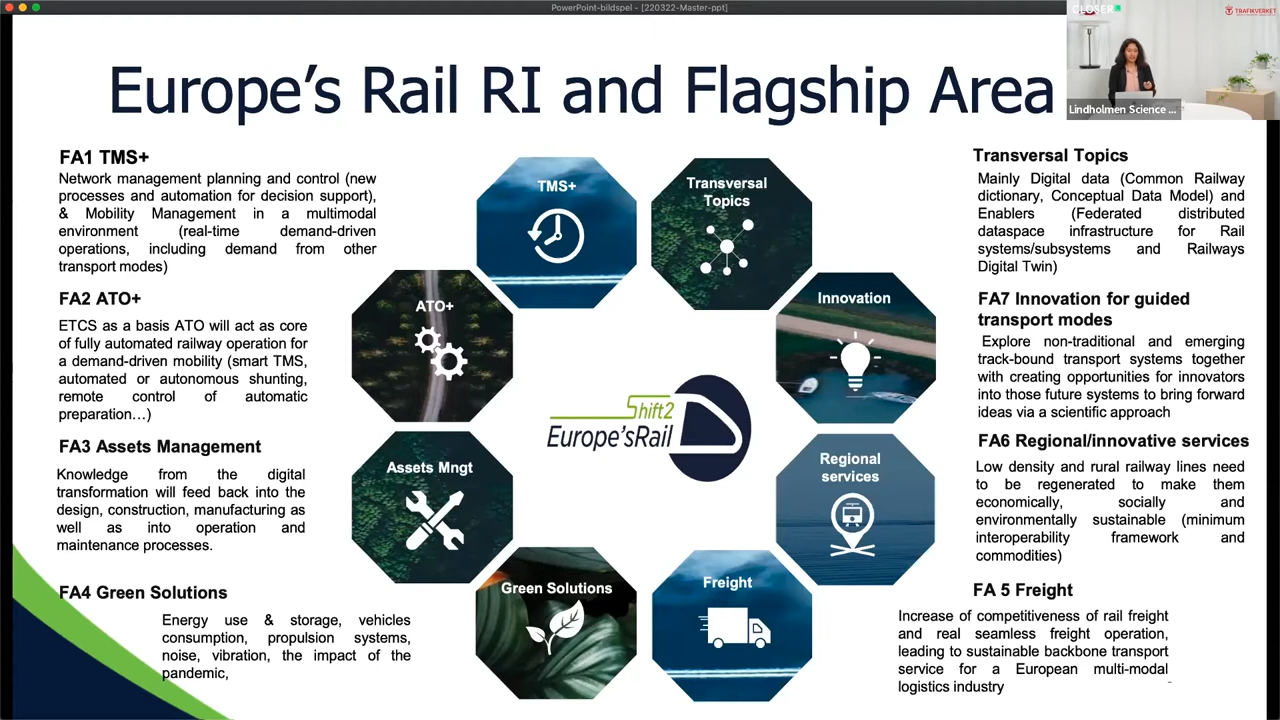 PowerPoint-bildspel - [220322-Master-ppt]
CLOSER
TRAFIKVERKET
Lindholmen Science ...
Europe's Rail RI and Flagship Area
FA1 TMS+
Network management planning and control (new
processes and automation for decision support),
& Mobility Management in a multimodal
environment (real-time demand-driven
operations, including demand from other
transport modes)
FA2 ATO+
ETCS as a basis ATO will act as core
of fully automated railway operation for
a demand-driven mobility (smart TMS,
automated or autonomous shunting,
remote control of automatic
preparation...)
FA3 Assets Management
Knowledge from the digital
transformation will feed back into the
design, construction, manufacturing as
well as into operation and
maintenance processes.
FA4 Green Solutions
Energy use & storage, vehicles
consumption, propulsion systems,
noise, vibration, the impact of the
pandemic,
TMS+
Transversal
Topics
ATO+
Innovation
Shift2
Europe'sRail
Assets Mngt
Regional
services
Green Solutions
Freight
Transversal Topics
Mainly Digital data (Common Railway
dictionary, Conceptual Data Model) and
Enablers (Federated distributed
dataspace infrastructure for Rail
systems/subsystems and Railways
Digital Twin)
FA7 Innovation for guided
transport modes
Explore non-traditional and emerging
track-bound transport systems together
with creating opportunities for innovators
into those future systems to bring forward
ideas via a scientific approach
FA6 Regional/innovative services
Low density and rural railway lines need
to be regenerated to make them
economically, socially and
environmentally sustainable (minimum
interoperability framework and
commodities)
FA 5 Freight
Increase of competitiveness of rail freight
and real seamless freight operation,
leading to sustainable backbone transport
service for a European multi-modal
logistics industry